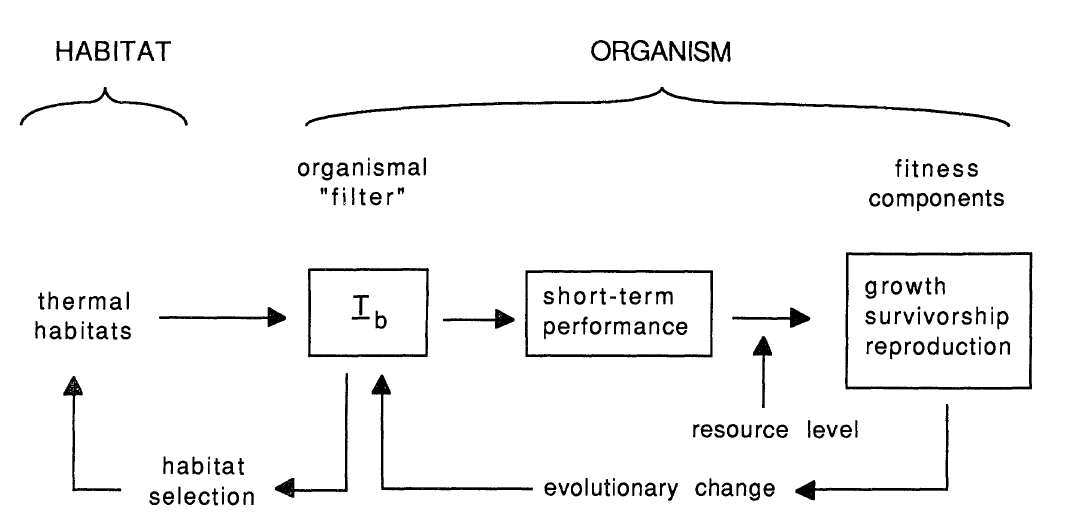 HABITAT
ORGANISM
organismal
"filter"
fitness
components
thermal
habitats
T_b
short-term
performance
growth
survivorship
reproduction
resource level
habitat
selection
evolutionary change